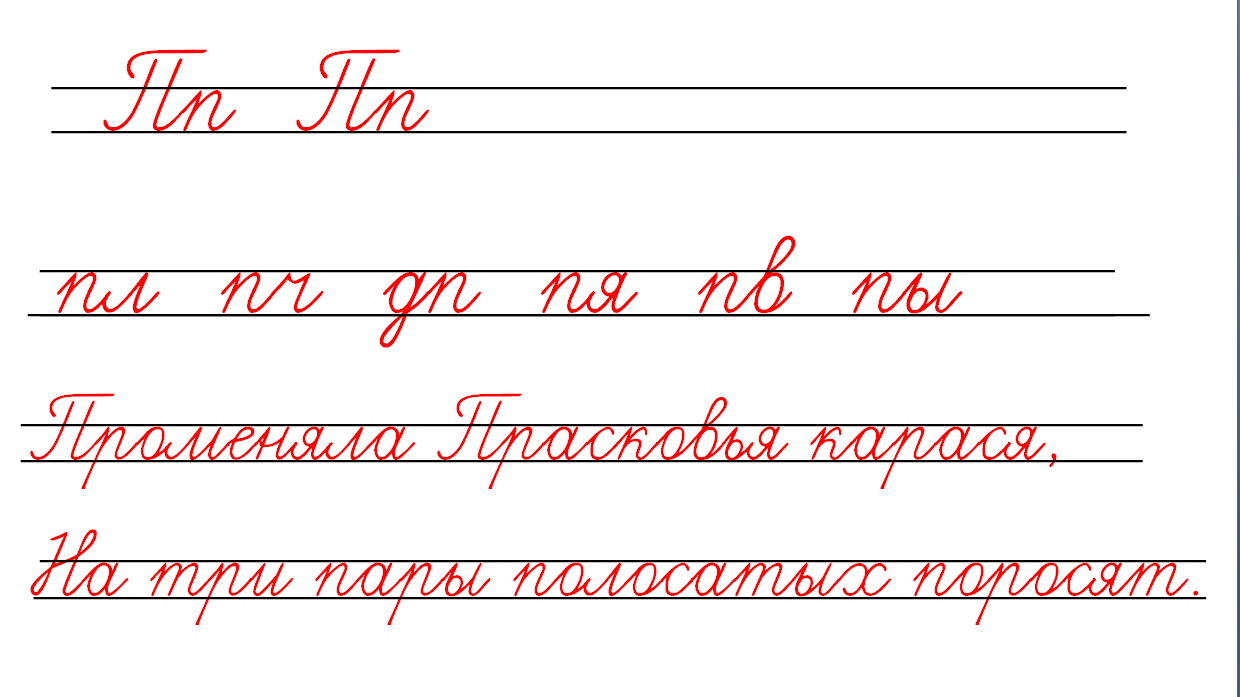 Пп Пп
пл пч дп пя пв пы
Променяла Прасковья карася,
На три пары полосатых поросят.